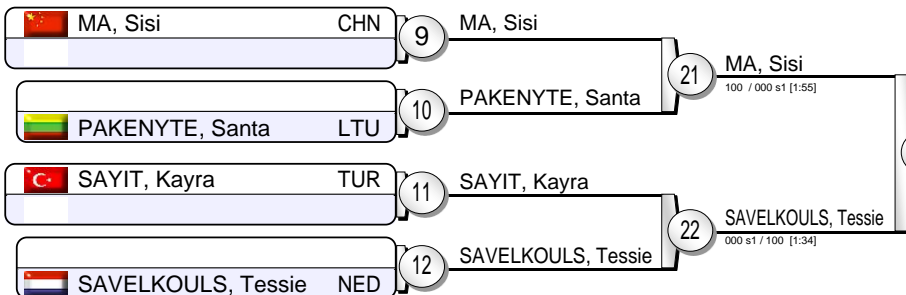 MA, Sisi CHN
9
MA, Sisi
PAKENYTE, Santa LTU
10
PAKENYTE, Santa
21
MA, Sisi
100 / 000 s1 [1:55]
SAYIT, Kayra TUR
11
SAYIT, Kayra
SAVELKOULS, Tessie NED
12
SAVELKOULS, Tessie
22
SAVELKOULS, Tessie
000 s1 / 100 [1:34]